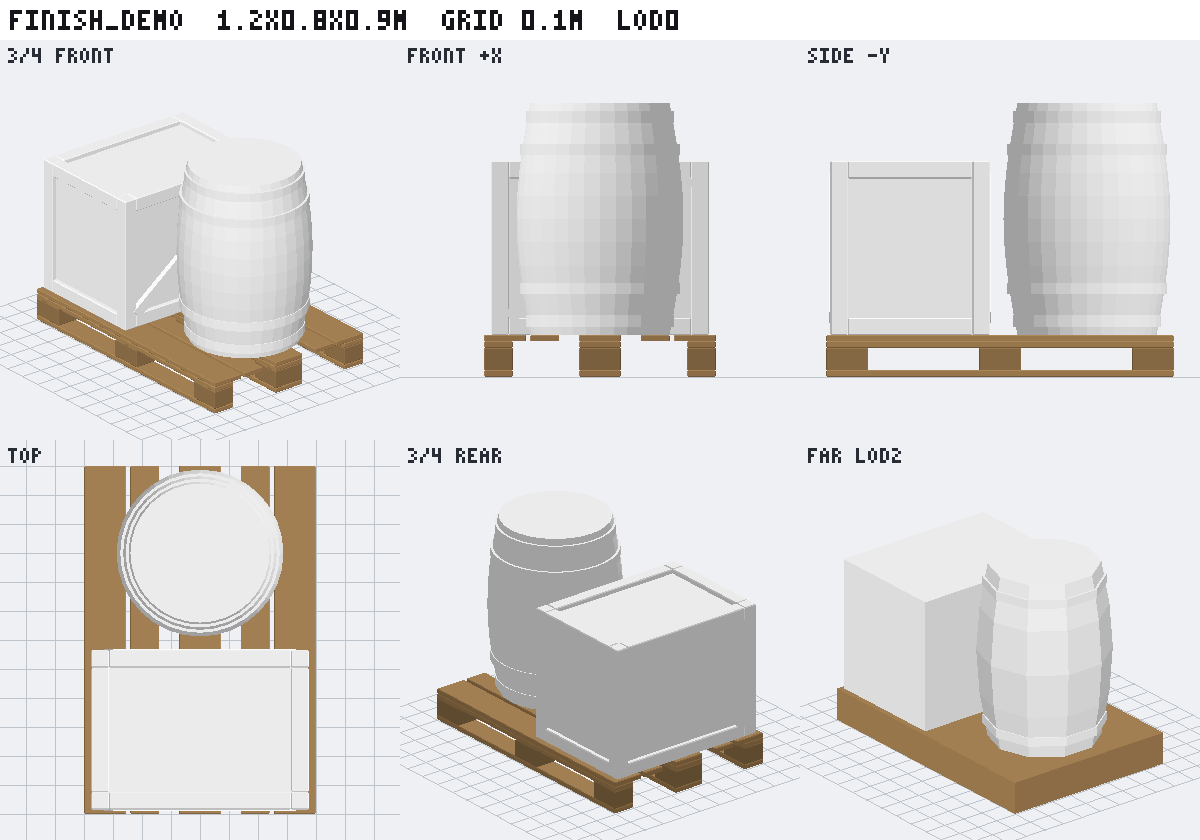 FINISH_DEMO 1.2X0.8X0.9M GRID 0.1M LOD0
3/4 FRONT
FRONT +X
SIDE -Y
TOP
3/4 REAR
FAR LOD2